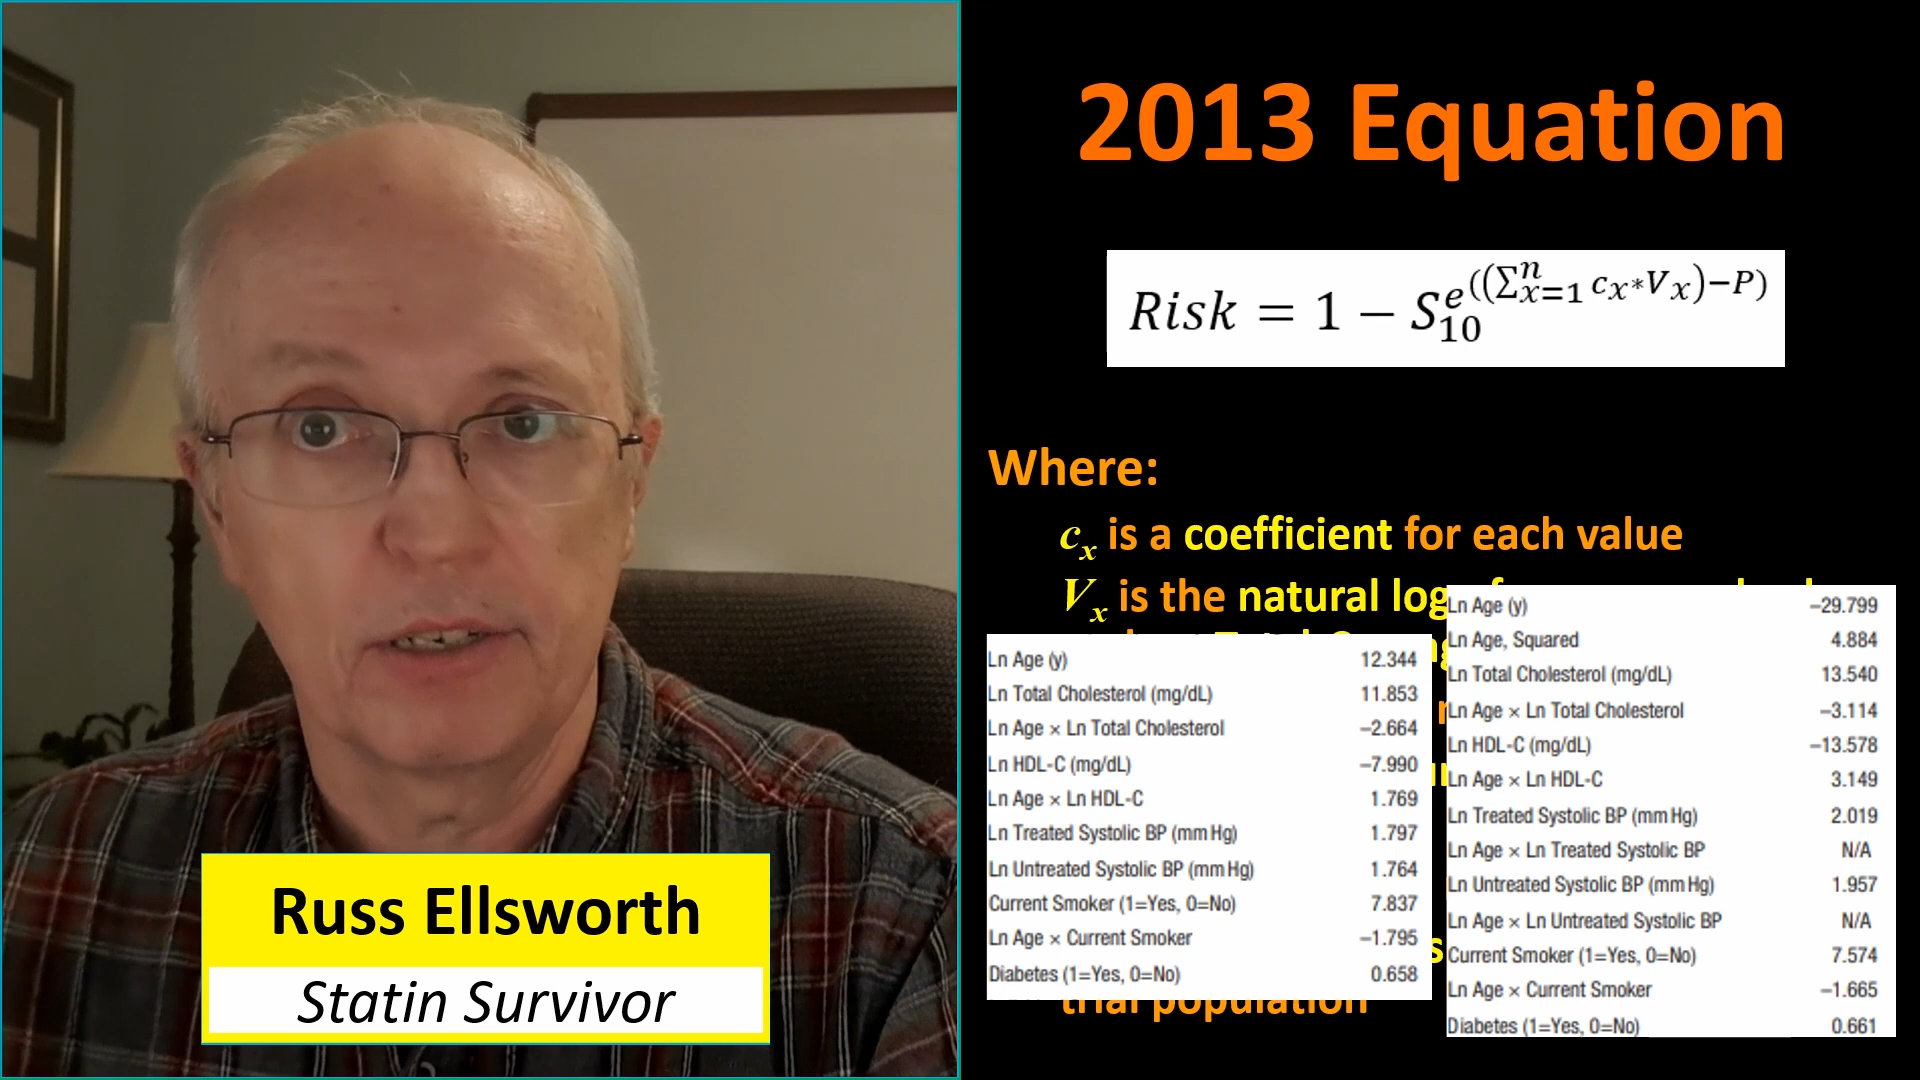 2013 Equation
Risk = 1 − S₁₀^e^((∑ⁿₓ₌₁ cₓ*Vₓ)−P)
Where:
cₓ is a coefficient for each value
Vₓ is the natural log
Ln Age (y) 12.344
Ln Total Cholesterol (mg/dL) 11.853
Ln Age × Ln Total Cholesterol −2.664
Ln HDL-C (mg/dL) −7.990
Ln Age × Ln HDL-C 1.769
Ln Treated Systolic BP (mm Hg) 1.797
Ln Untreated Systolic BP (mm Hg) 1.764
Current Smoker (1=Yes, 0=No) 7.837
Ln Age × Current Smoker −1.795
Diabetes (1=Yes, 0=No) 0.658
trial population
Ln Age (y) −29.799
Ln Age, Squared 4.884
Ln Total Cholesterol (mg/dL) 13.540
Ln Age × Ln Total Cholesterol −3.114
Ln HDL-C (mg/dL) −13.578
Ln Age × Ln HDL-C 3.149
Ln Treated Systolic BP (mm Hg) 2.019
Ln Age × Ln Treated Systolic BP N/A
Ln Untreated Systolic BP (mm Hg) 1.957
Ln Age × Ln Untreated Systolic BP N/A
Current Smoker (1=Yes, 0=No) 7.574
Ln Age × Current Smoker −1.665
Diabetes (1=Yes, 0=No) 0.661
Russ Ellsworth
Statin Survivor